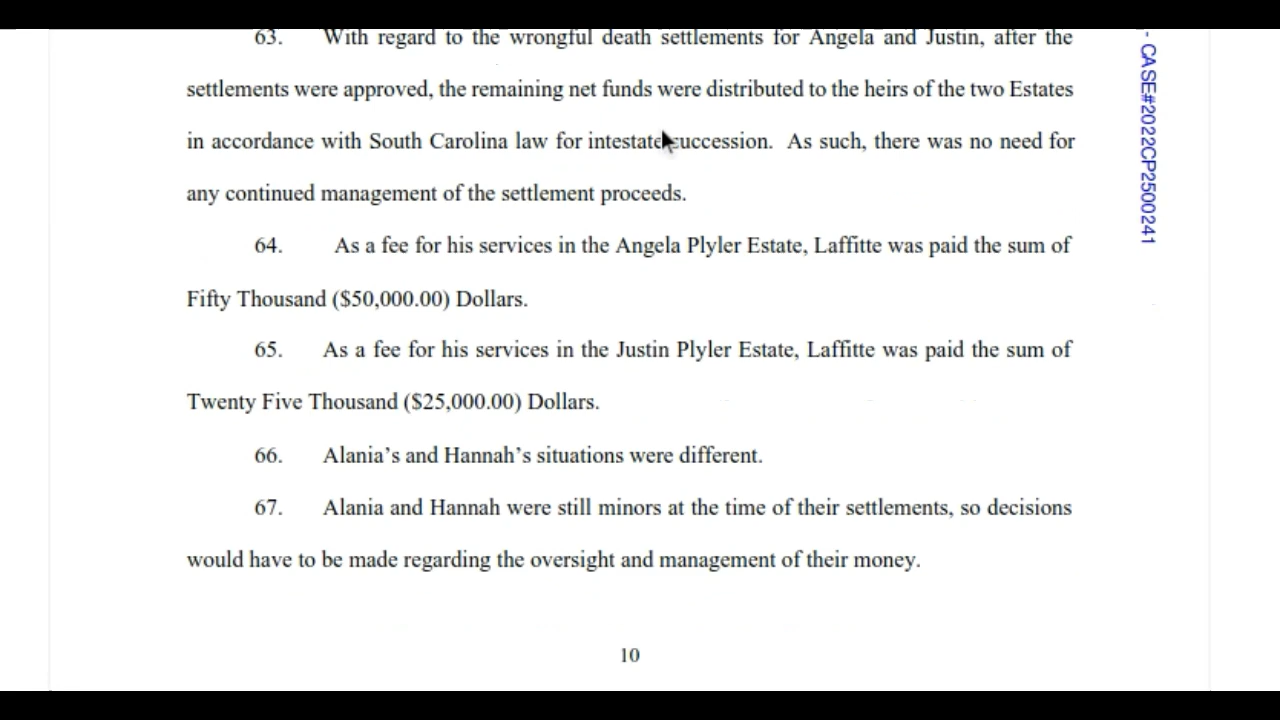 63. With regard to the wrongful death settlements for Angela and Justin, after the
settlements were approved, the remaining net funds were distributed to the heirs of the two Estates
in accordance with South Carolina law for intestate succession. As such, there was no need for
any continued management of the settlement proceeds.
64. As a fee for his services in the Angela Plyler Estate, Laffitte was paid the sum of
Fifty Thousand ($50,000.00) Dollars.
65. As a fee for his services in the Justin Plyler Estate, Laffitte was paid the sum of
Twenty Five Thousand ($25,000.00) Dollars.
66. Alania’s and Hannah’s situations were different.
67. Alania and Hannah were still minors at the time of their settlements, so decisions
would have to be made regarding the oversight and management of their money.
10
- CASE#2022CP2500241